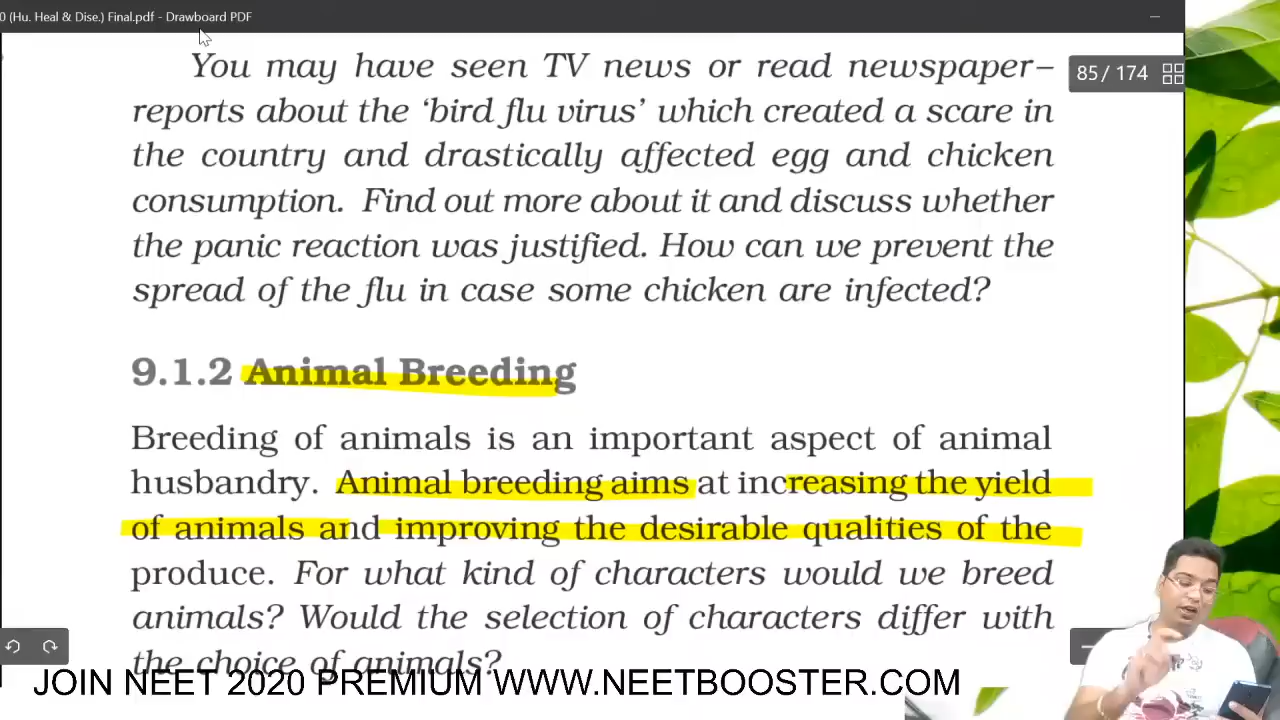 0 (Hu. Heal & Dise.) Final.pdf - Drawboard PDF
85 / 174
You may have seen TV news or read newspaper–
reports about the ‘bird flu virus’ which created a scare in
the country and drastically affected egg and chicken
consumption. Find out more about it and discuss whether
the panic reaction was justified. How can we prevent the
spread of the flu in case some chicken are infected?
9.1.2 Animal Breeding
Breeding of animals is an important aspect of animal
husbandry. Animal breeding aims at increasing the yield
of animals and improving the desirable qualities of the
produce. For what kind of characters would we breed
animals? Would the selection of characters differ with
the choice of animals?
JOIN NEET 2020 PREMIUM WWW.NEETBOOSTER.COM